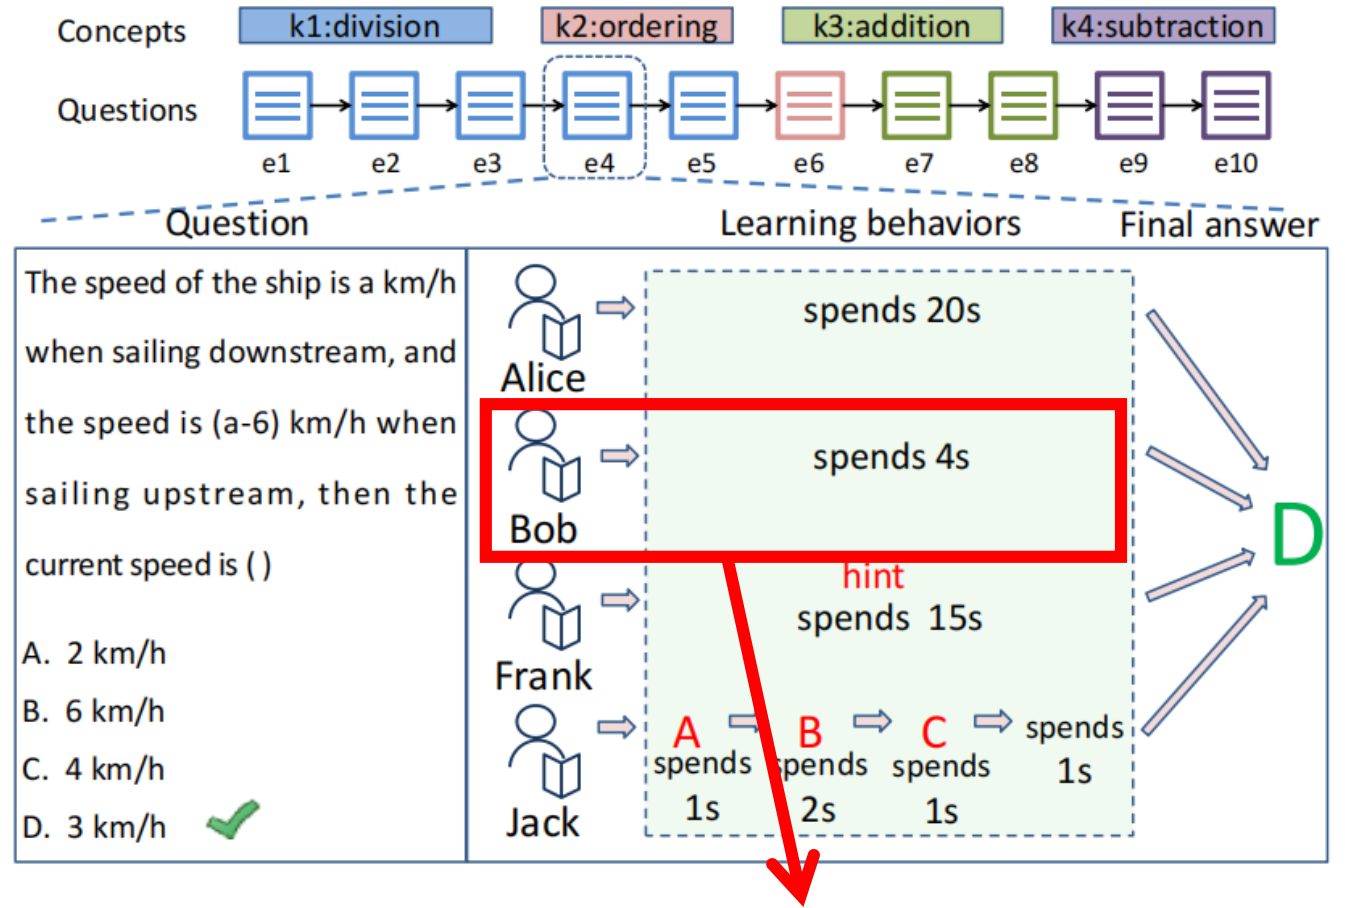 Concepts k1:division k2:ordering k3:addition k4:subtraction
Questions
e1 e2 e3 e4 e5 e6 e7 e8 e9 e10
Question Learning behaviors Final answer
The speed of the ship is a km/h
when sailing downstream, and
the speed is (a-6) km/h when
sailing upstream, then the
current speed is ( )
A. 2 km/h
B. 6 km/h
C. 4 km/h
D. 3 km/h
spends 20s
Alice
spends 4s
Bob
hint
spends 15s
Frank
A B C spends
spends spends spends 1s
1s 2s 1s
Jack
D